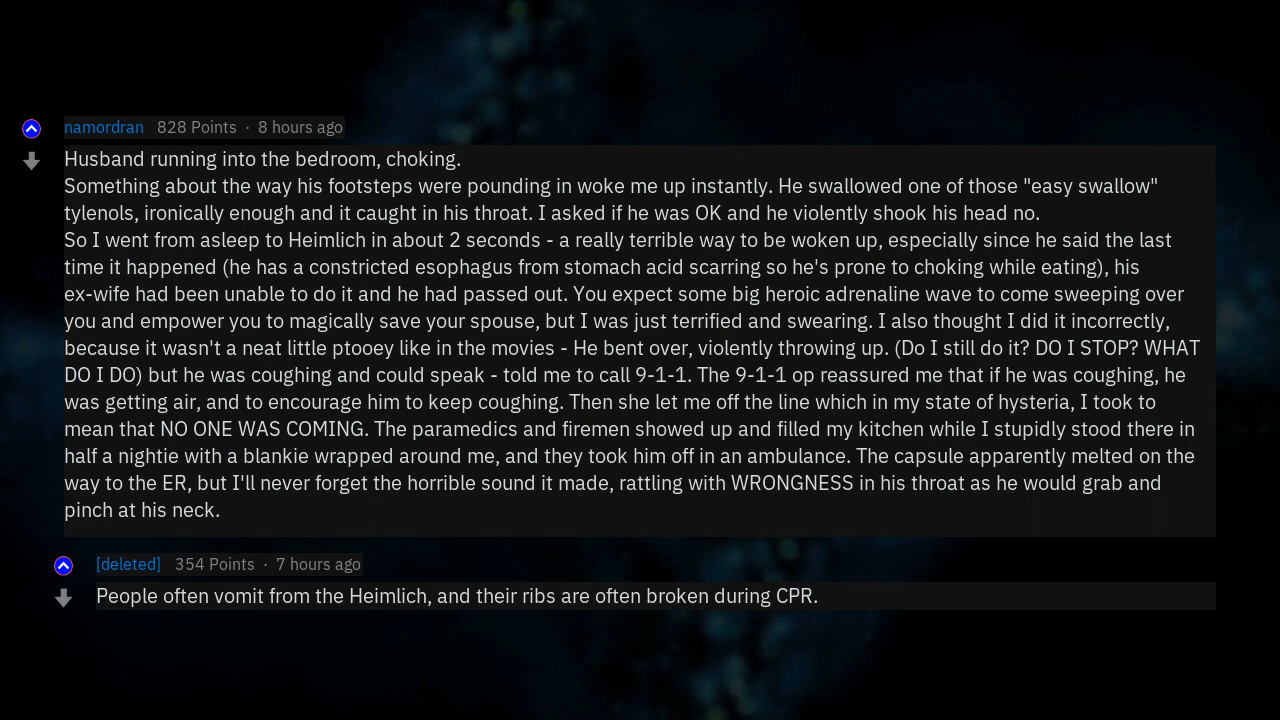 namordran 828 Points · 8 hours ago
Husband running into the bedroom, choking.
Something about the way his footsteps were pounding in woke me up instantly. He swallowed one of those "easy swallow"
tylenols, ironically enough and it caught in his throat. I asked if he was OK and he violently shook his head no.
So I went from asleep to Heimlich in about 2 seconds - a really terrible way to be woken up, especially since he said the last
time it happened (he has a constricted esophagus from stomach acid scarring so he's prone to choking while eating), his
ex-wife had been unable to do it and he had passed out. You expect some big heroic adrenaline wave to come sweeping over
you and empower you to magically save your spouse, but I was just terrified and swearing. I also thought I did it incorrectly,
because it wasn't a neat little ptooey like in the movies - He bent over, violently throwing up. (Do I still do it? DO I STOP? WHAT
DO I DO) but he was coughing and could speak - told me to call 9-1-1. The 9-1-1 op reassured me that if he was coughing, he
was getting air, and to encourage him to keep coughing. Then she let me off the line which in my state of hysteria, I took to
mean that NO ONE WAS COMING. The paramedics and firemen showed up and filled my kitchen while I stupidly stood there in
half a nightie with a blankie wrapped around me, and they took him off in an ambulance. The capsule apparently melted on the
way to the ER, but I'll never forget the horrible sound it made, rattling with WRONGNESS in his throat as he would grab and
pinch at his neck.
[deleted] 354 Points · 7 hours ago
People often vomit from the Heimlich, and their ribs are often broken during CPR.